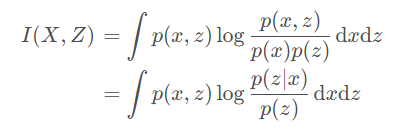 I(X, Z) = ∫ p(x, z) log p(x, z) / p(x)p(z) dxdz
= ∫ p(x, z) log p(z|x) / p(z) dxdz